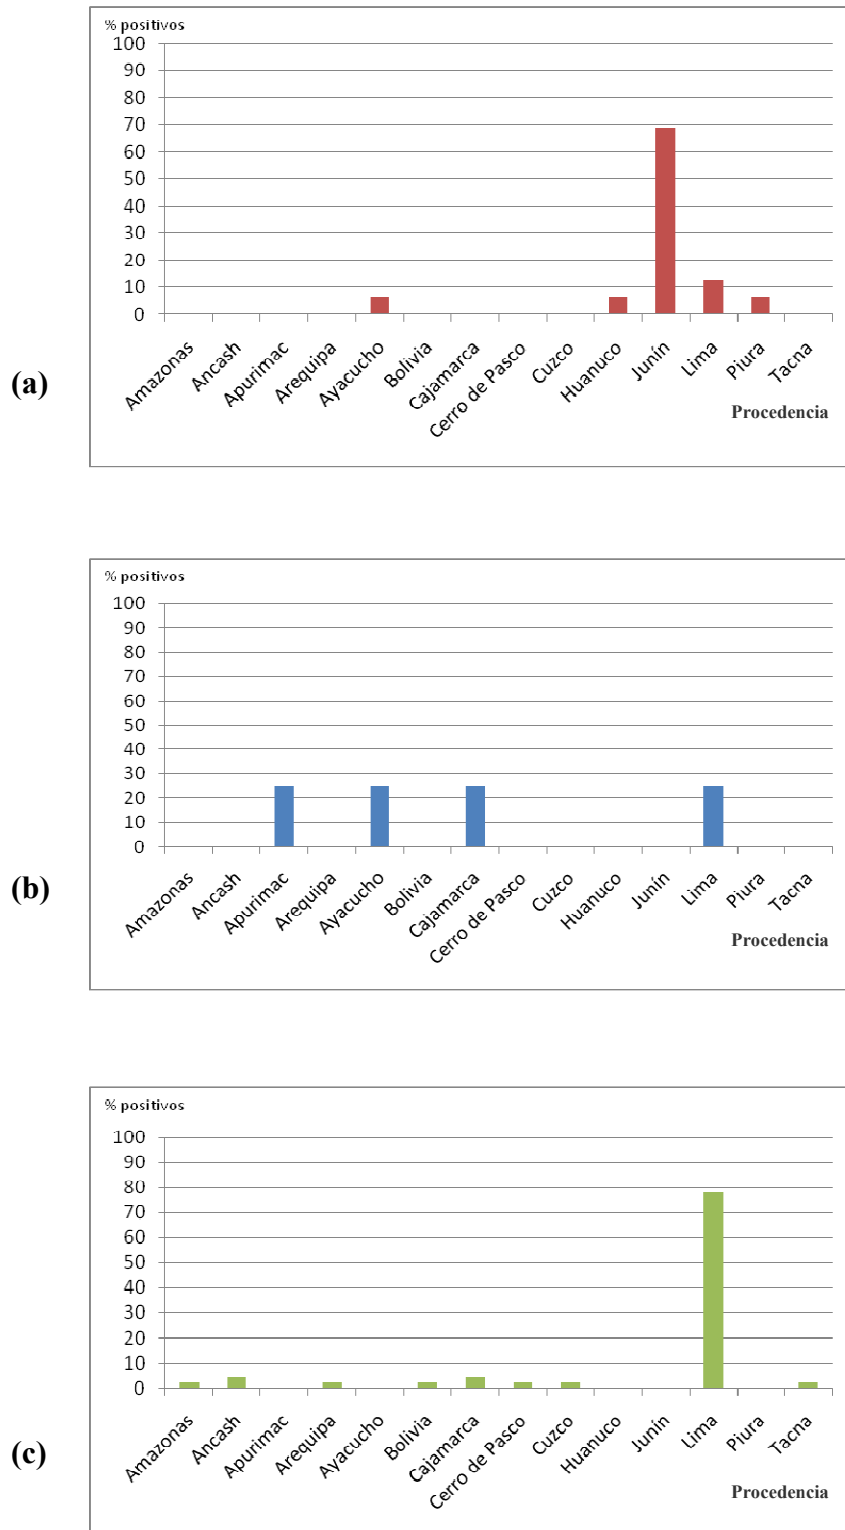 % positivos
100
90
80
70
60
50
40
30
20
10
0
Amazonas
Ancash
Apurimac
Arequipa
Ayacucho
Bolivia
Cajamarca
Cerro de Pasco
Cuzco
Huanuco
Junín
Lima
Piura
Tacna
(a)
Procedencia
% positivos
100
90
80
70
60
50
40
30
20
10
0
Amazonas
Ancash
Apurimac
Arequipa
Ayacucho
Bolivia
Cajamarca
Cerro de Pasco
Cuzco
Huanuco
Junín
Lima
Piura
Tacna
(b)
Procedencia
% positivos
100
90
80
70
60
50
40
30
20
10
0
Amazonas
Ancash
Apurimac
Arequipa
Ayacucho
Bolivia
Cajamarca
Cerro de Pasco
Cuzco
Huanuco
Junín
Lima
Piura
Tacna
(c)
Procedencia